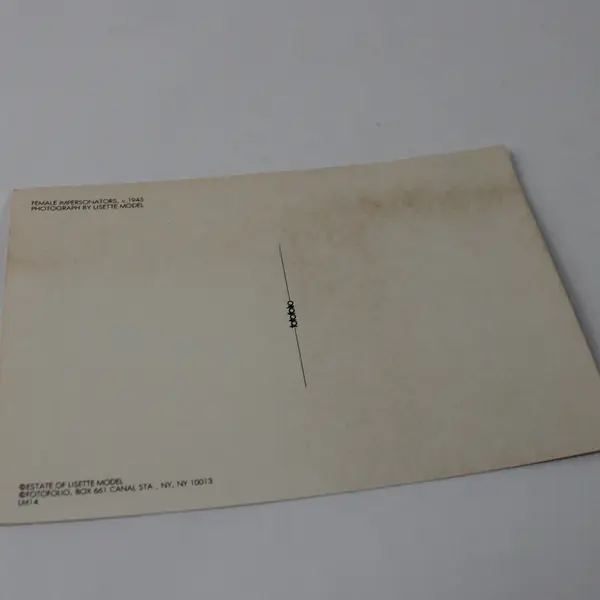 FEMALE IMPERSONATORS, c.1945
PHOTOGRAPH BY LISETTE MODEL
©ESTATE OF LISETTE MODEL
©FOTOFOLIO, BOX 661 CANAL STA., NY, NY 10013
LM14